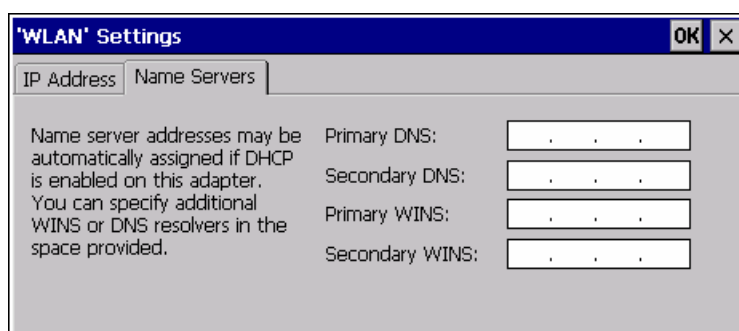 'WLAN' Settings OK ×
IP Address Name Servers
Name server addresses may be
automatically assigned if DHCP
is enabled on this adapter.
You can specify additional
WINS or DNS resolvers in the
space provided.
Primary DNS: . . .
Secondary DNS: . . .
Primary WINS: . . .
Secondary WINS: . . .